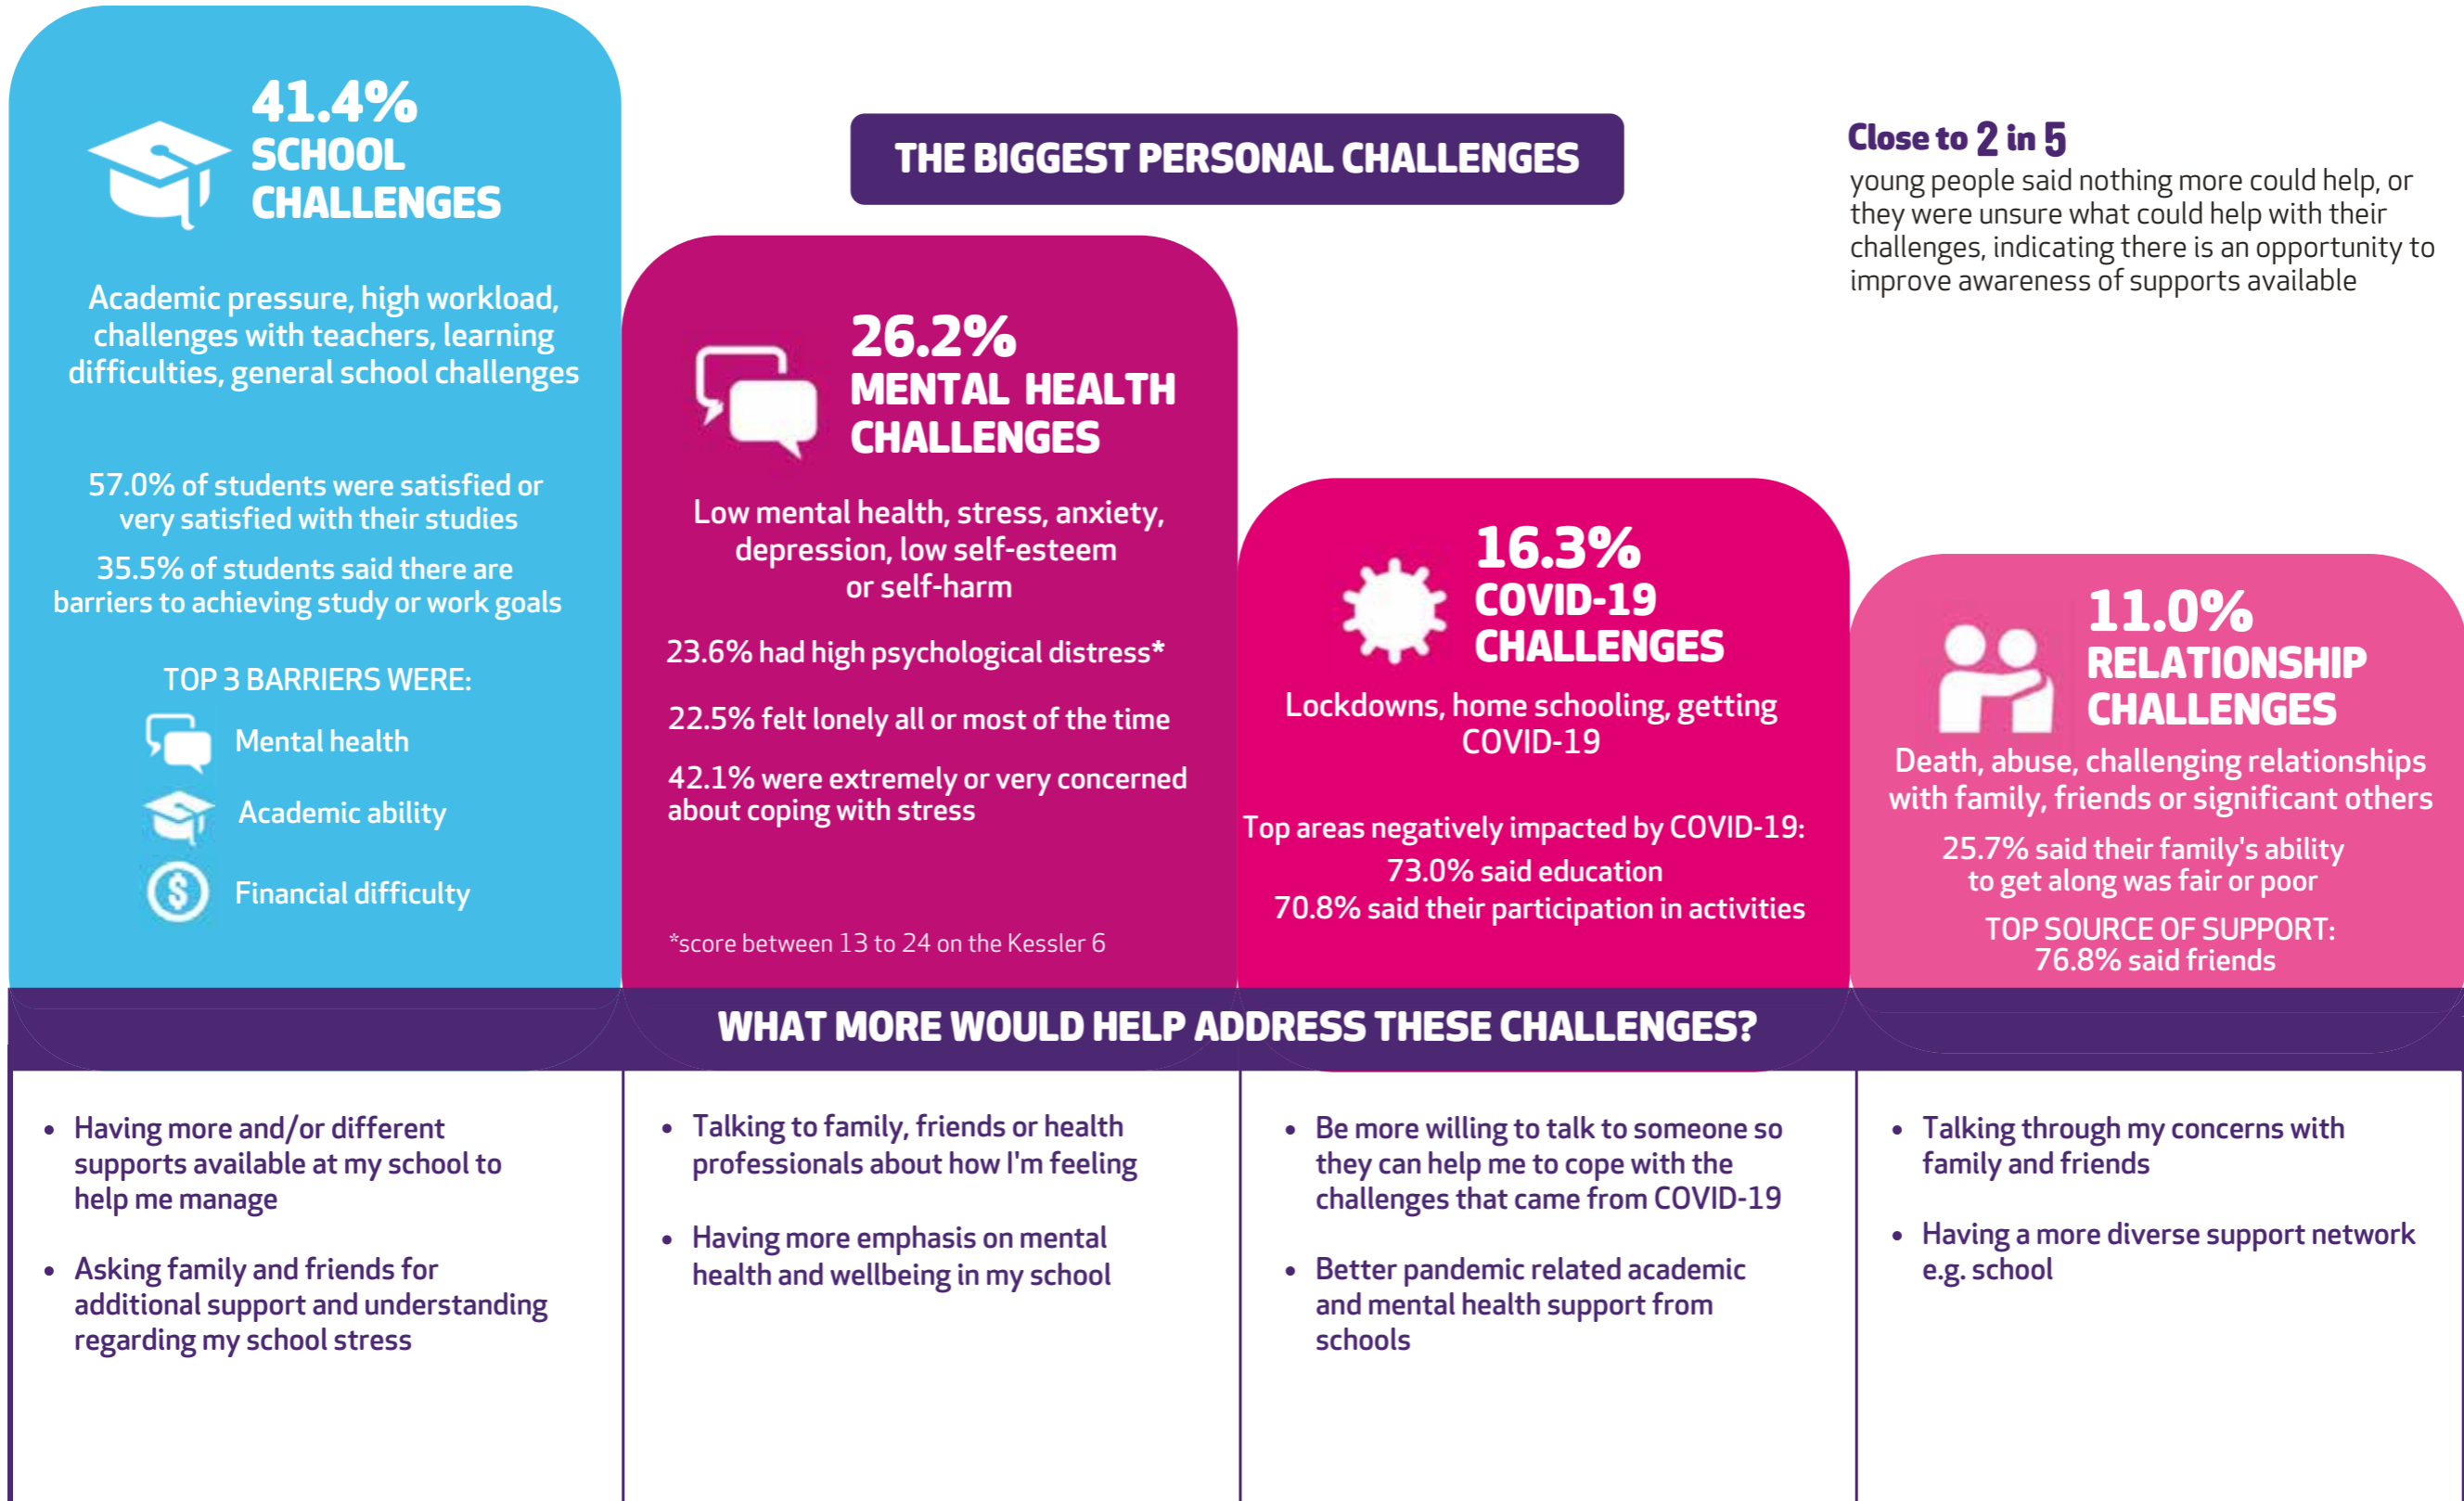 41.4%
SCHOOL
CHALLENGES
Academic pressure, high workload,
challenges with teachers, learning
difficulties, general school challenges
57.0% of students were satisfied or
very satisfied with their studies
35.5% of students said there are
barriers to achieving study or work goals
TOP 3 BARRIERS WERE:
Mental health
Academic ability
Financial difficulty
THE BIGGEST PERSONAL CHALLENGES
Close to 2 in 5
young people said nothing more could help, or
they were unsure what could help with their
challenges, indicating there is an opportunity to
improve awareness of supports available
26.2%
MENTAL HEALTH
CHALLENGES
Low mental health, stress, anxiety,
depression, low self-esteem
or self-harm
23.6% had high psychological distress*
22.5% felt lonely all or most of the time
42.1% were extremely or very concerned
about coping with stress
*score between 13 to 24 on the Kessler 6
16.3%
COVID-19
CHALLENGES
Lockdowns, home schooling, getting
COVID-19
Top areas negatively impacted by COVID-19:
73.0% said education
70.8% said their participation in activities
11.0%
RELATIONSHIP
CHALLENGES
Death, abuse, challenging relationships
with family, friends or significant others
25.7% said their family's ability
to get along was fair or poor
TOP SOURCE OF SUPPORT:
76.8% said friends
WHAT MORE WOULD HELP ADDRESS THESE CHALLENGES?
• Having more and/or different
supports available at my school to
help me manage
• Asking family and friends for
additional support and understanding
regarding my school stress
• Talking to family, friends or health
professionals about how I'm feeling
• Having more emphasis on mental
health and wellbeing in my school
• Be more willing to talk to someone so
they can help me to cope with the
challenges that came from COVID-19
• Better pandemic related academic
and mental health support from
schools
• Talking through my concerns with
family and friends
• Having a more diverse support network
e.g. school